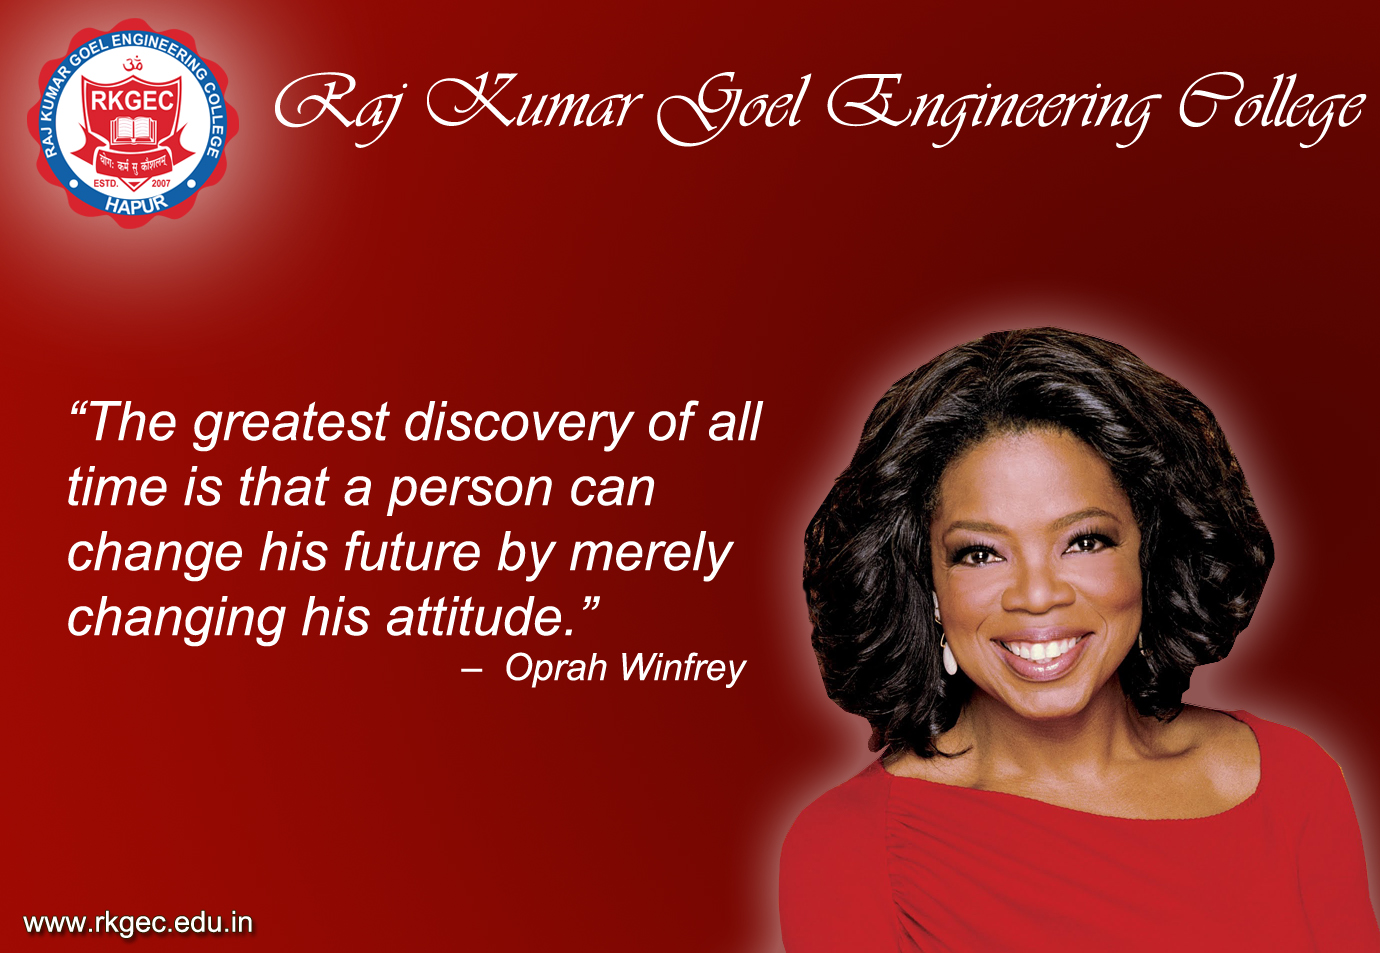 RAJ KUMAR GOEL ENGINEERING COLLEGE
ॐ
RKGEC
योगः कर्म सु कौशलम्
ESTD. 2007
HAPUR
Raj Kumar Goel Engineering College
“The greatest discovery of all
time is that a person can
change his future by merely
changing his attitude.”
– Oprah Winfrey
www.rkgec.edu.in